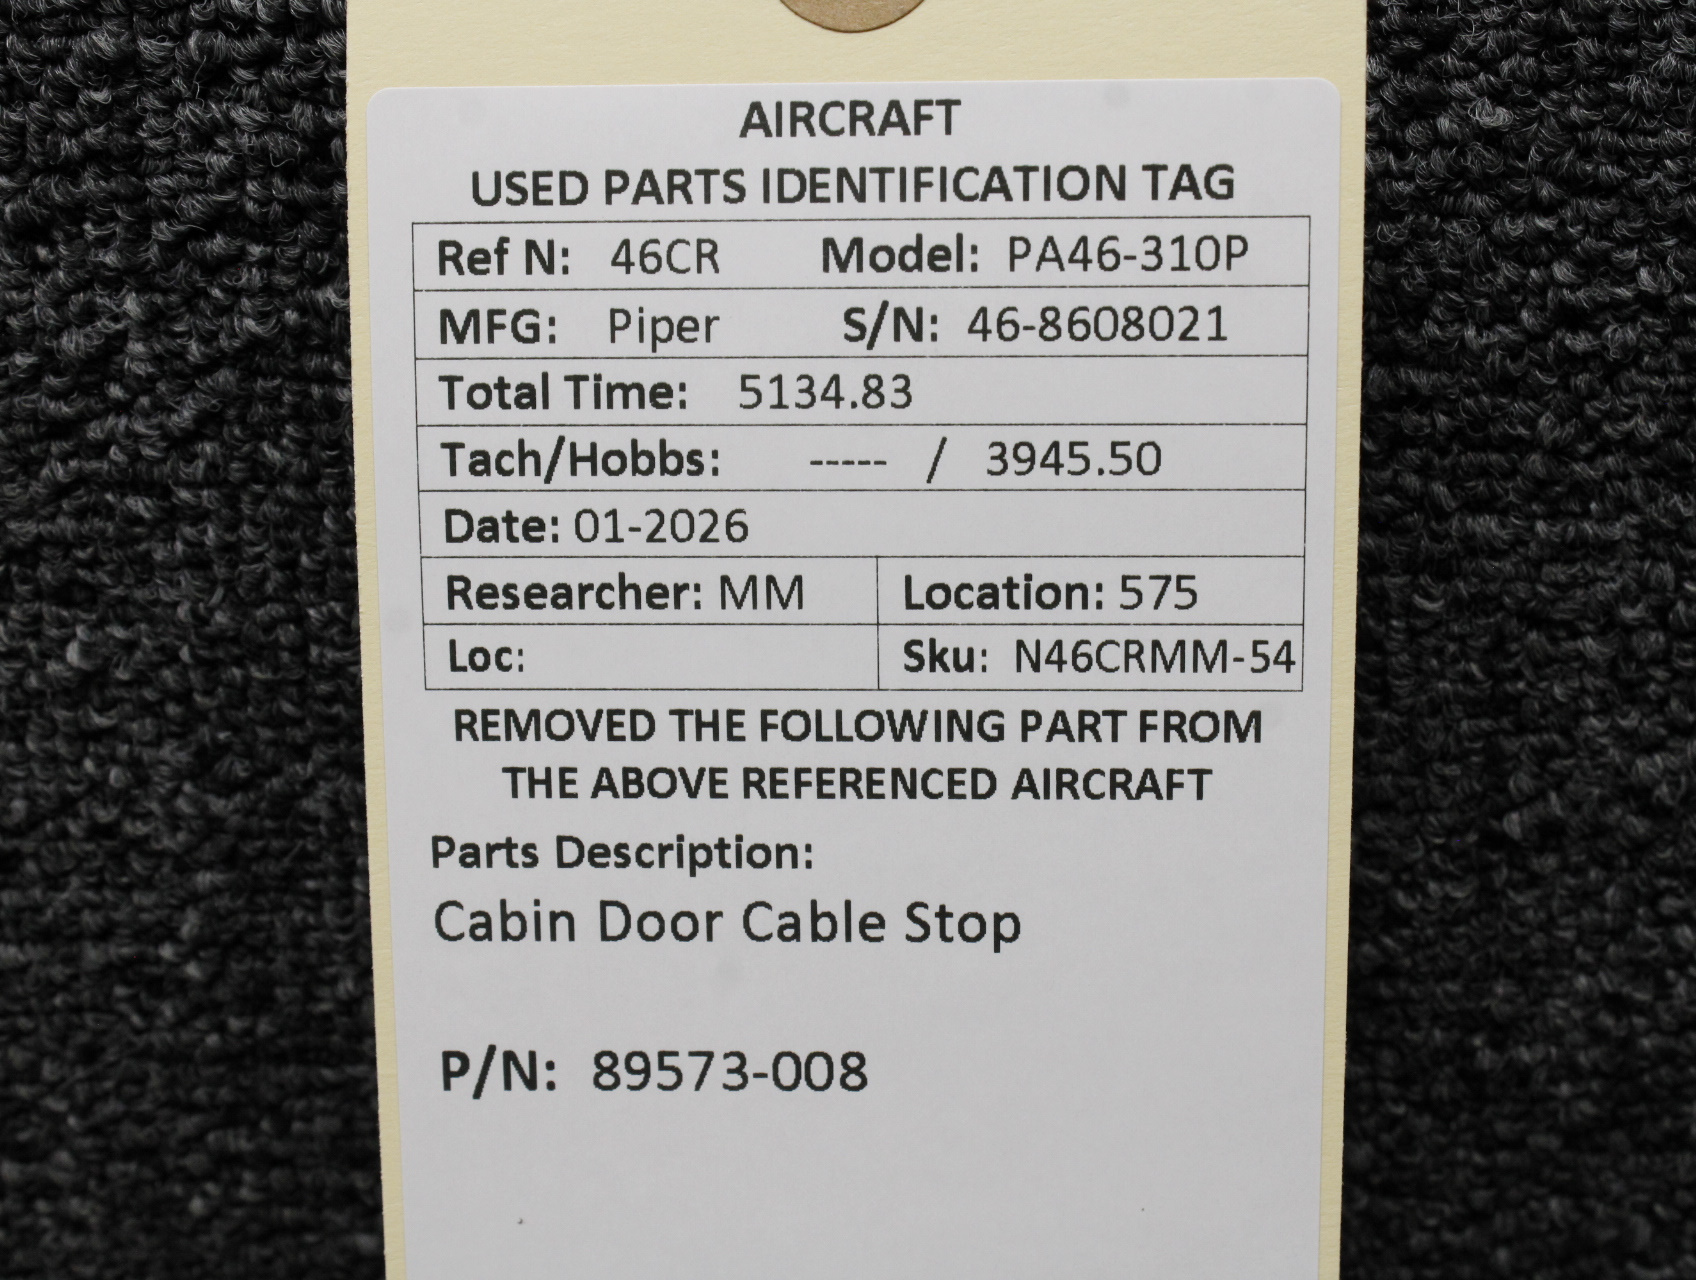 AIRCRAFT
USED PARTS IDENTIFICATION TAG
Ref N: 46CR Model: PA46-310P
MFG: Piper S/N: 46-8608021
Total Time: 5134.83
Tach/Hobbs: ----- / 3945.50
Date: 01-2026
Researcher: MM Location: 575
Loc: Sku: N46CRMM-54
REMOVED THE FOLLOWING PART FROM
THE ABOVE REFERENCED AIRCRAFT
Parts Description:
Cabin Door Cable Stop
P/N: 89573-008